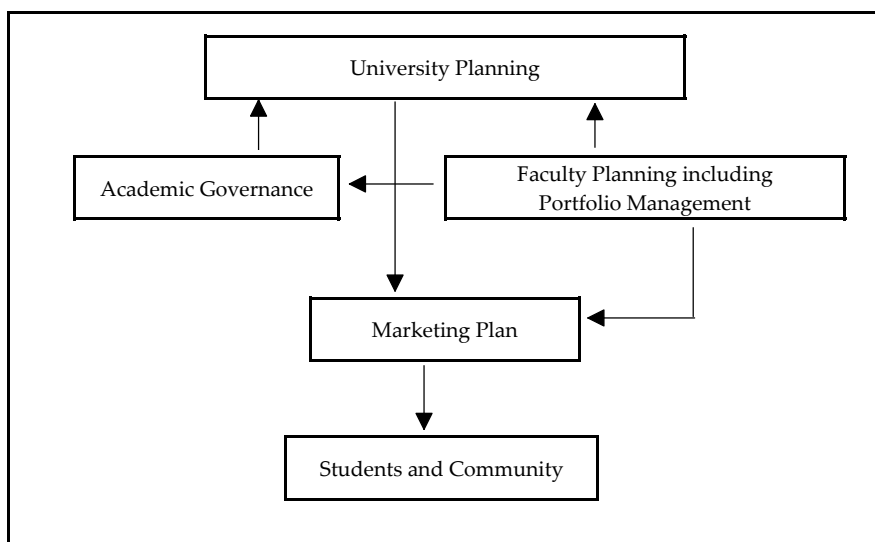 University Planning
Academic Governance
Faculty Planning including
Portfolio Management
Marketing Plan
Students and Community